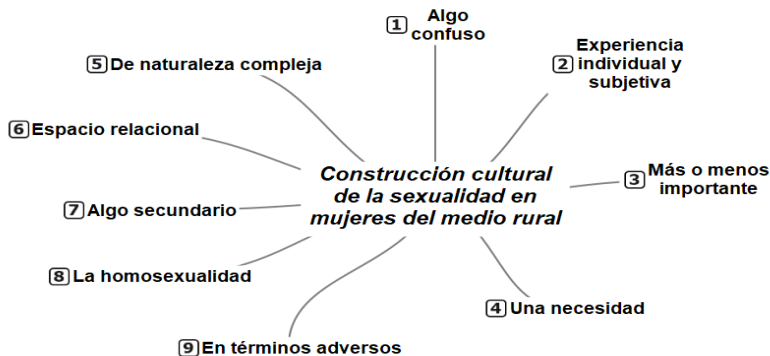 1 Algo
confuso
2 Experiencia
individual y
subjetiva
3 Más o menos
importante
4 Una necesidad
5 De naturaleza compleja
6 Espacio relacional
7 Algo secundario
8 La homosexualidad
9 En términos adversos
Construcción cultural
de la sexualidad en
mujeres del medio rural